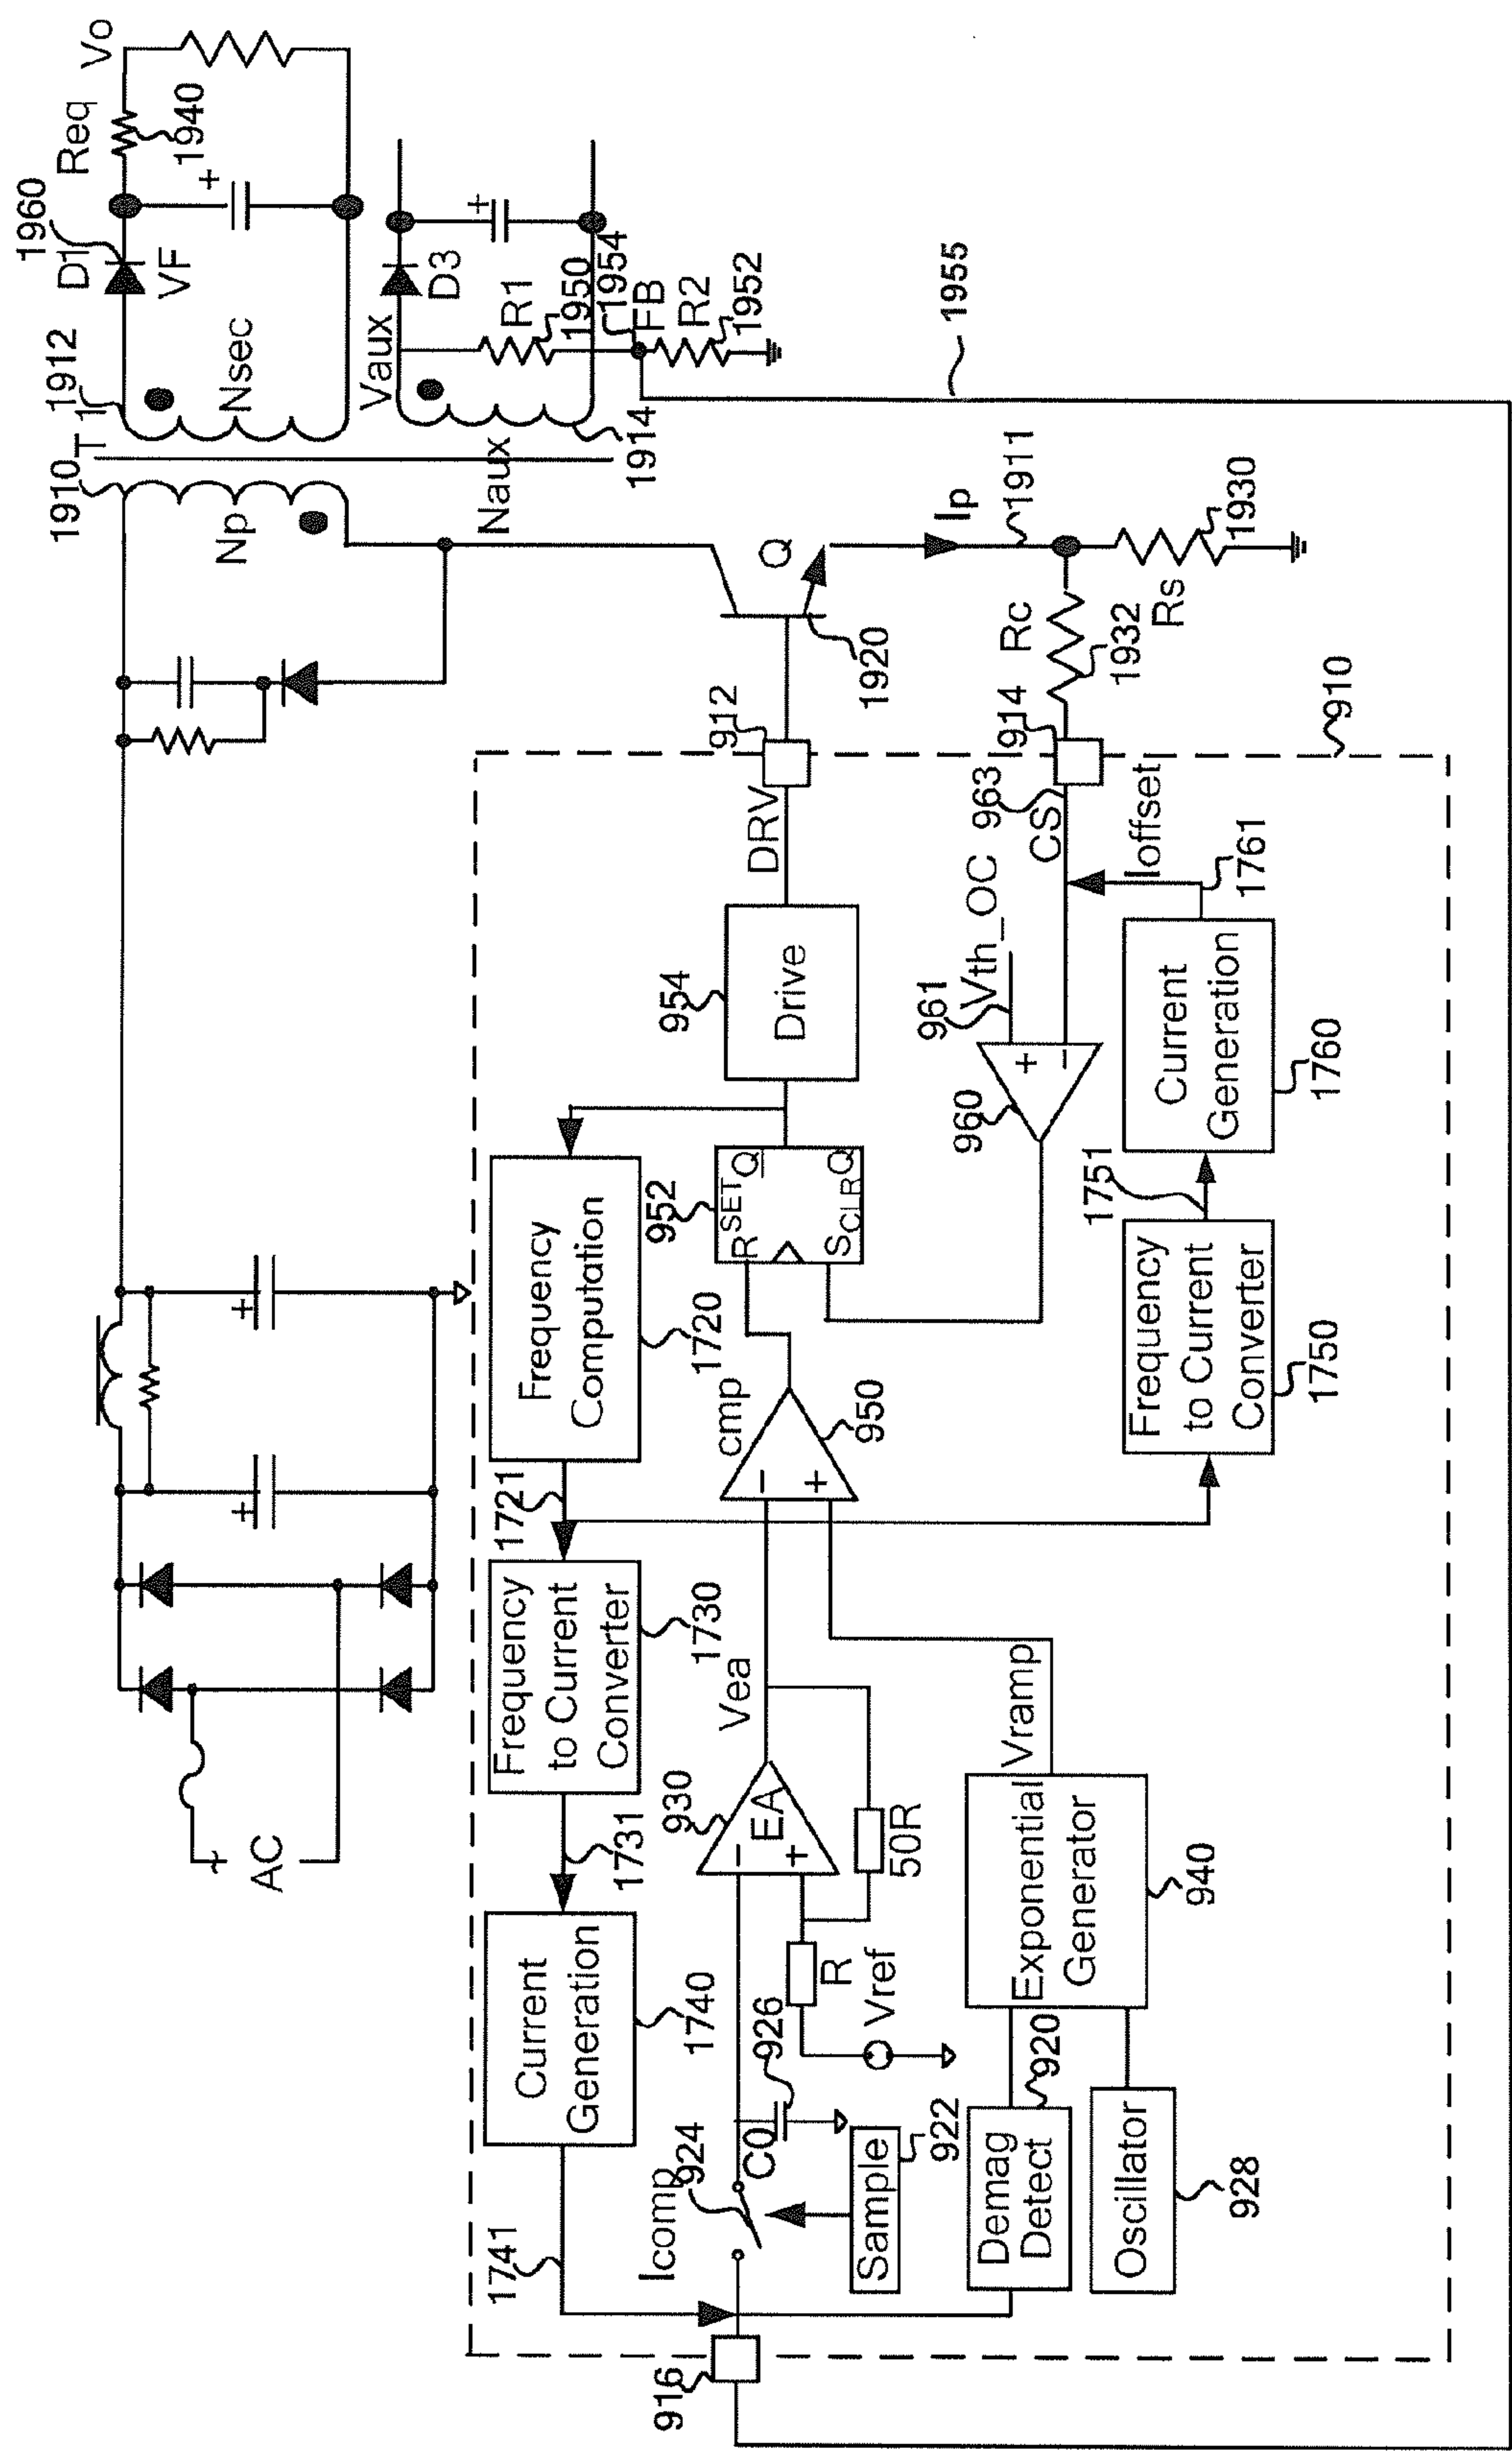 AC
1910
T 1
1912
Np
Nsec
Naux
1914
Vaux
D1
VF
1960
Req
1940
Vo
D3
R1
1950
1954
FB
R2
1952
1955
Q
1920
Ip
1911
Rc
1932
Rs
1930
910
912
DRV
914
963
CS
Vth_OC
961
+
−
960
Ioffset
1761
Current
Generation
1760
1751
Frequency
to Current
Converter
1750
954
Drive
952
R SET Q
S CLR Q
Frequency
Computation
1720
1721
Frequency
to Current
Converter
1730
1731
Current
Generation
1740
1741
cmp
−
+
950
Vea
930
EA
−
+
50R
R
Vref
Vramp
Exponential
Generator
940
Icomp
924
C0
926
Sample
922
Demag
Detect
920
Oscillator
928
916
+
+
+
+